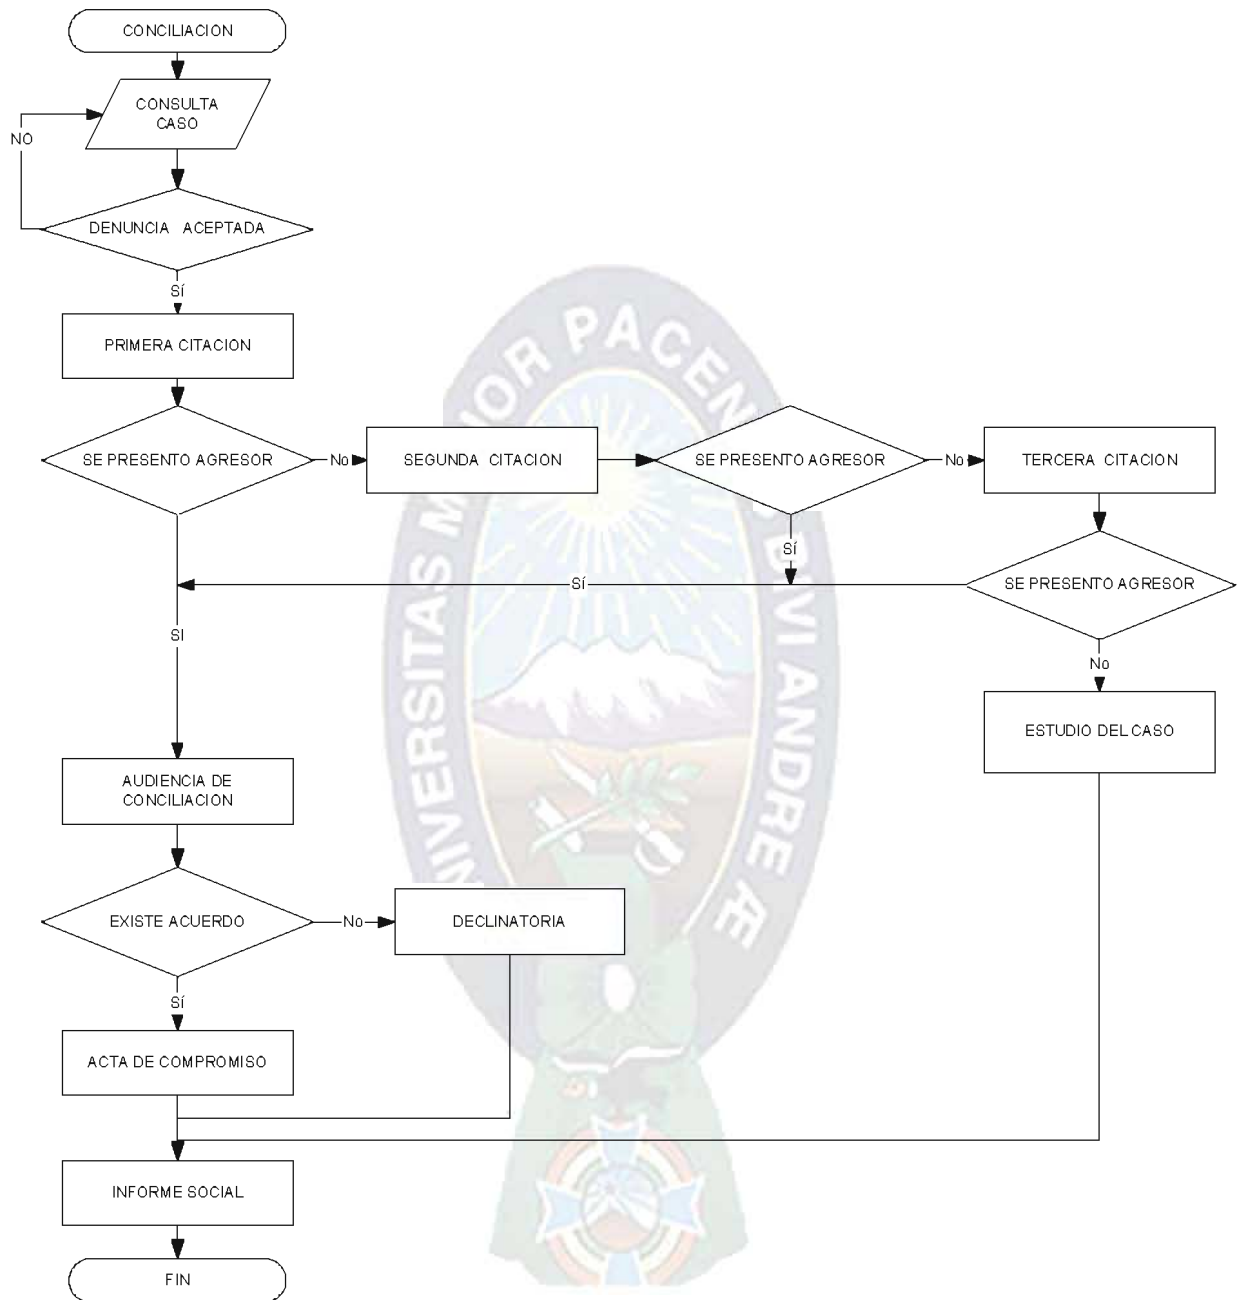 CONCILIACION
CONSULTA
CASO
NO
DENUNCIA ACEPTADA
Sí
PRIMERA CITACION
SE PRESENTO AGRESOR
No
SEGUNDA CITACION
SE PRESENTO AGRESOR
No
TERCERA CITACION
Sí
Sí
SE PRESENTO AGRESOR
SI
No
ESTUDIO DEL CASO
AUDIENCIA DE
CONCILIACION
EXISTE ACUERDO
No
DECLINATORIA
Sí
ACTA DE COMPROMISO
INFORME SOCIAL
FIN